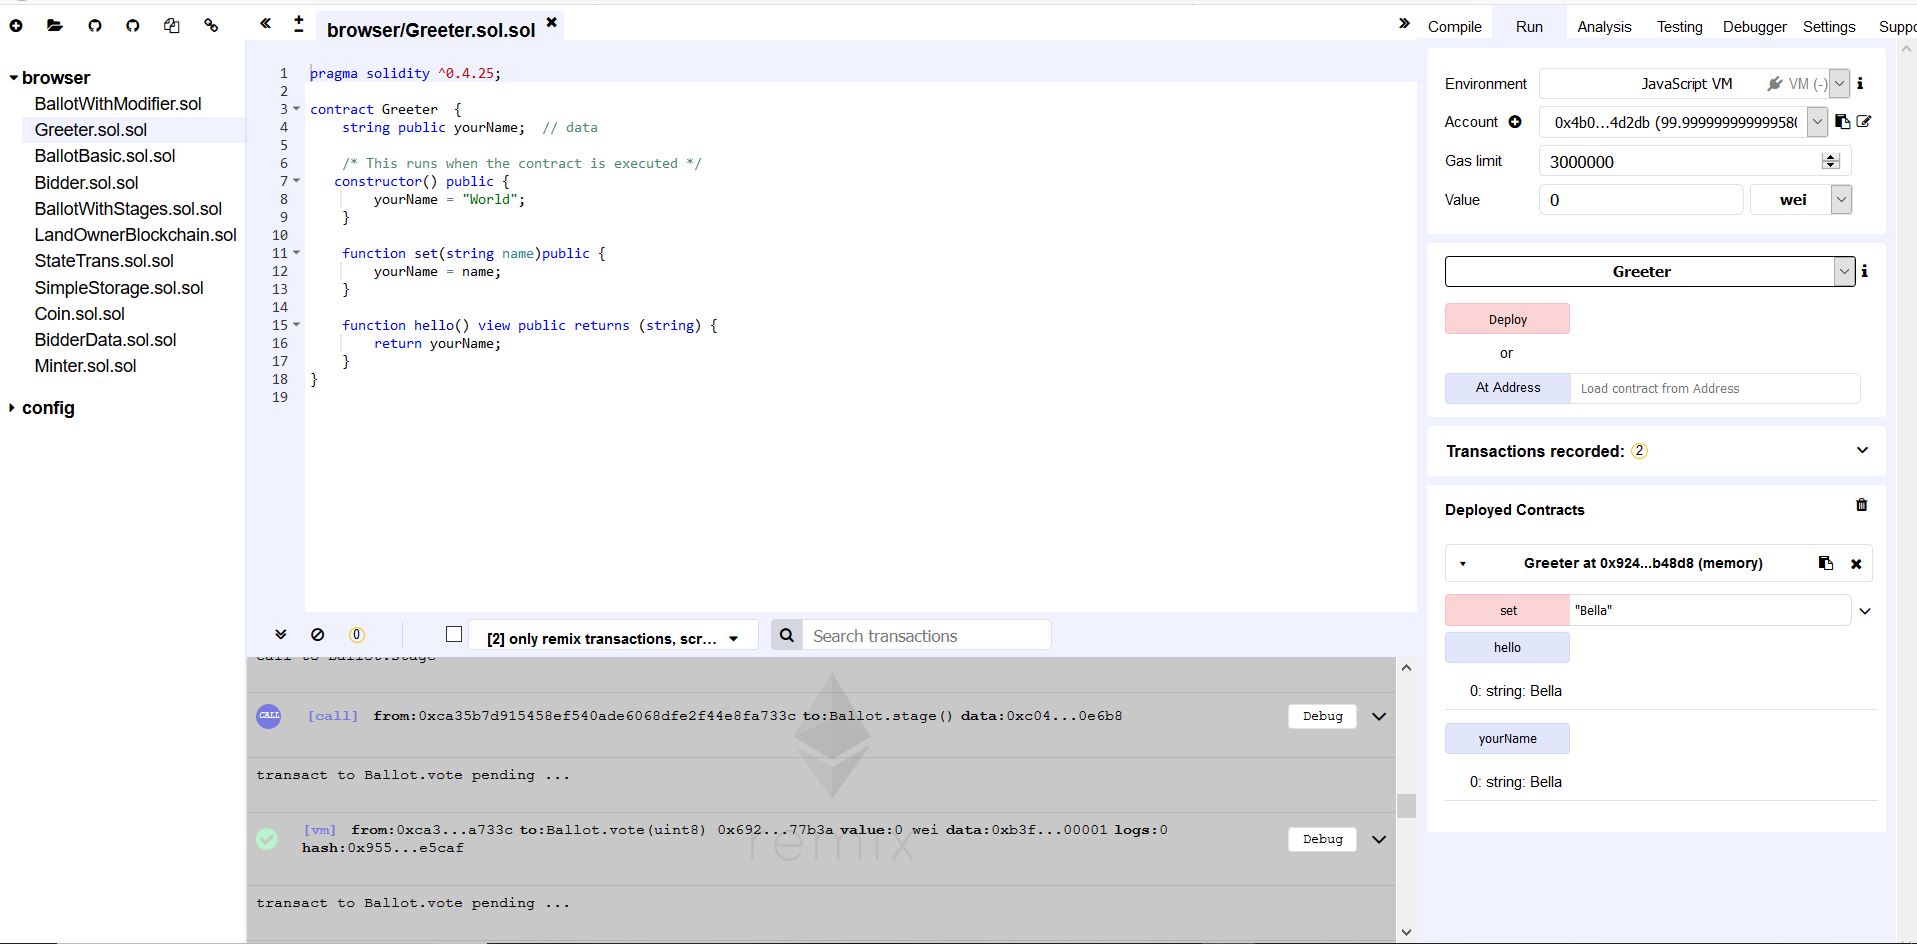 browser/Greeter.sol.sol
Compile Run Analysis Testing Debugger Settings Suppo
browser
BallotWithModifier.sol
Greeter.sol.sol
BallotBasic.sol.sol
Bidder.sol.sol
BallotWithStages.sol.sol
LandOwnerBlockchain.sol
StateTrans.sol.sol
SimpleStorage.sol.sol
Coin.sol.sol
BidderData.sol.sol
Minter.sol.sol
config
1 pragma solidity ^0.4.25;
2
3 contract Greeter  {
4     string public yourName;  // data
5
6     /* This runs when the contract is executed */
7    constructor() public {
8         yourName = "World";
9     }
10
11     function set(string name)public {
12         yourName = name;
13     }
14
15     function hello() view public returns (string) {
16         return yourName;
17     }
18 }
19
0
[2] only remix transactions, scr...
Search transactions
call to Ballot.stage
CALL [call] from:0xca35b7d915458ef540ade6068dfe2f44e8fa733c to:Ballot.stage() data:0xc04...0e6b8 Debug
transact to Ballot.vote pending ...
[vm] from:0xca3...a733c to:Ballot.vote(uint8) 0x692...77b3a value:0 wei data:0xb3f...00001 logs:0 Debug
hash:0x955...e5caf
remix
transact to Ballot.vote pending ...
Environment JavaScript VM VM (-)
Account 0x4b0...4d2db (99.99999999999958(
Gas limit 3000000
Value 0 wei
Greeter
Deploy
or
At Address Load contract from Address
Transactions recorded: 2
Deployed Contracts
Greeter at 0x924...b48d8 (memory)
set "Bella"
hello
0: string: Bella
yourName
0: string: Bella